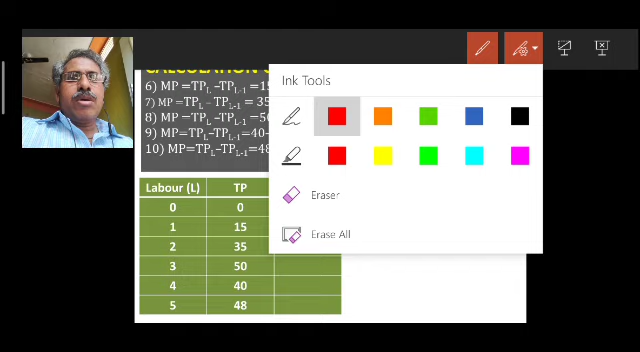 CALCULATION
6) MP =TPL –TPL-1 =15
7) MP =TPL – TPL-1 = 35
8) MP =TPL –TPL-1 =50
9) MP=TPL–TPL-1=40-
10) MP=TPL–TPL-1=48
Ink Tools
Eraser
Erase All
Labour (L) TP
0 0
1 15
2 35
3 50
4 40
5 48